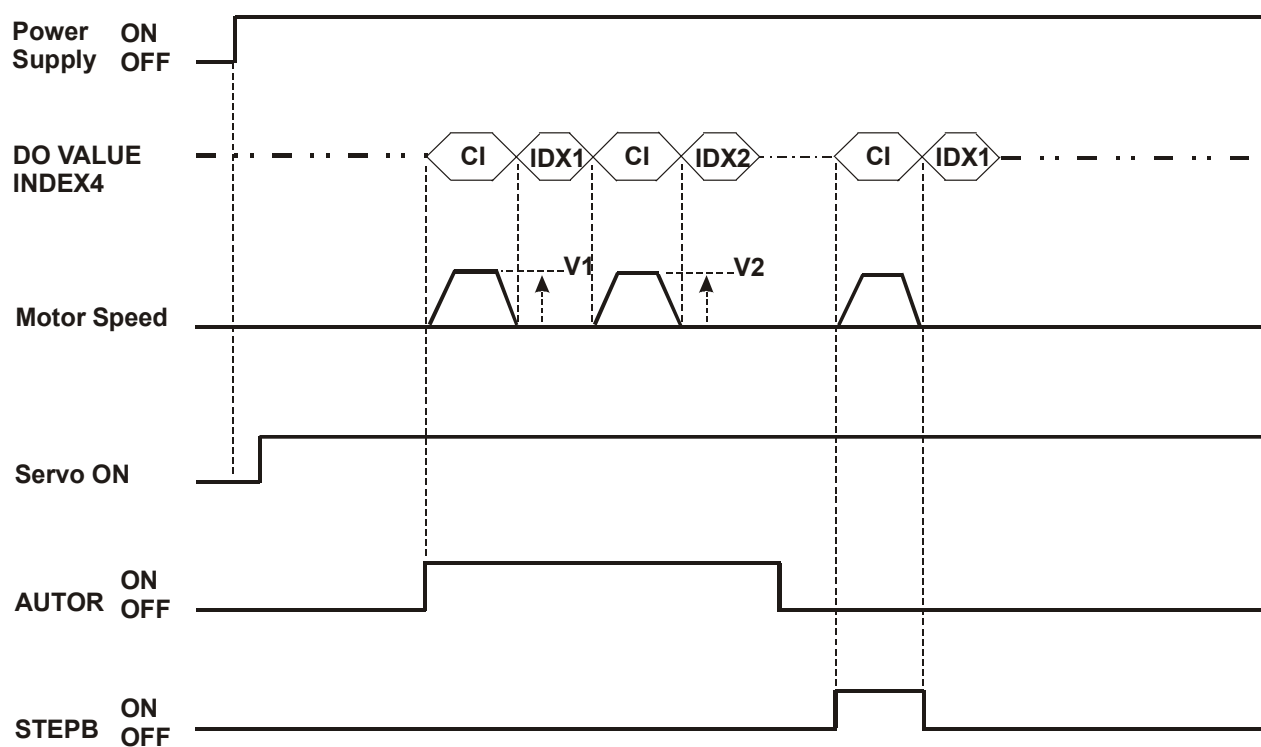 Power ON
Supply OFF
DO VALUE CI IDX1 CI IDX2 CI IDX1
INDEX4
V1 V2
Motor Speed
Servo ON
ON
AUTOR OFF
ON
STEPB OFF